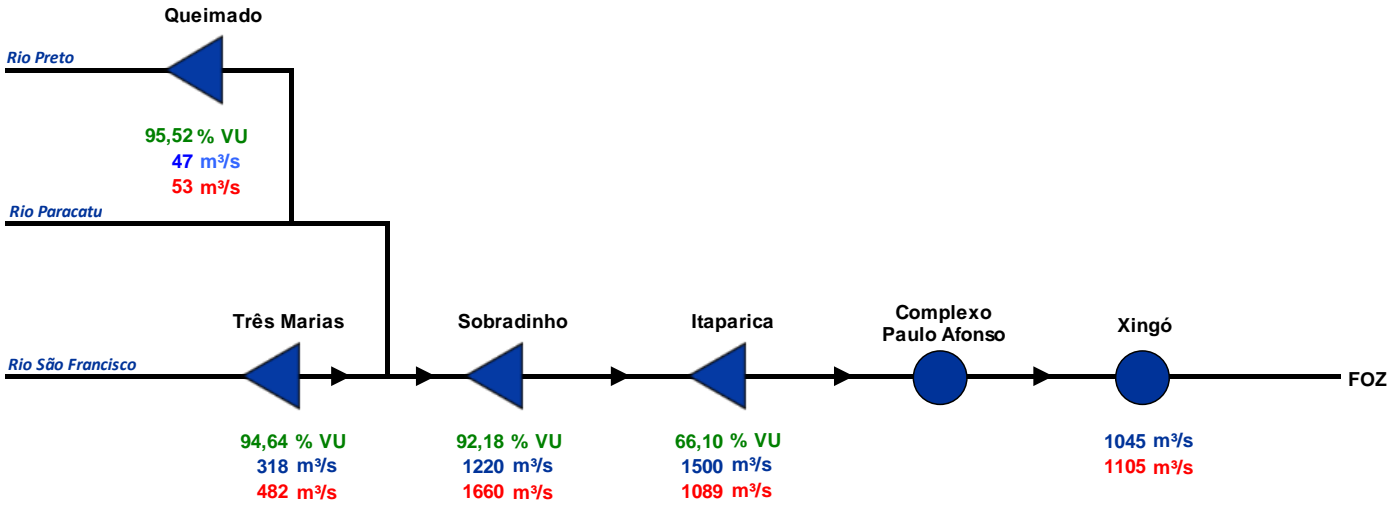 Queimado
Rio Preto
95,52 % VU
47 m³/s
53 m³/s
Rio Paracatu
Três Marias
Sobradinho
Itaparica
Complexo
Paulo Afonso
Xingó
Rio São Francisco
FOZ
94,64 % VU
318 m³/s
482 m³/s
92,18 % VU
1220 m³/s
1660 m³/s
66,10 % VU
1500 m³/s
1089 m³/s
1045 m³/s
1105 m³/s